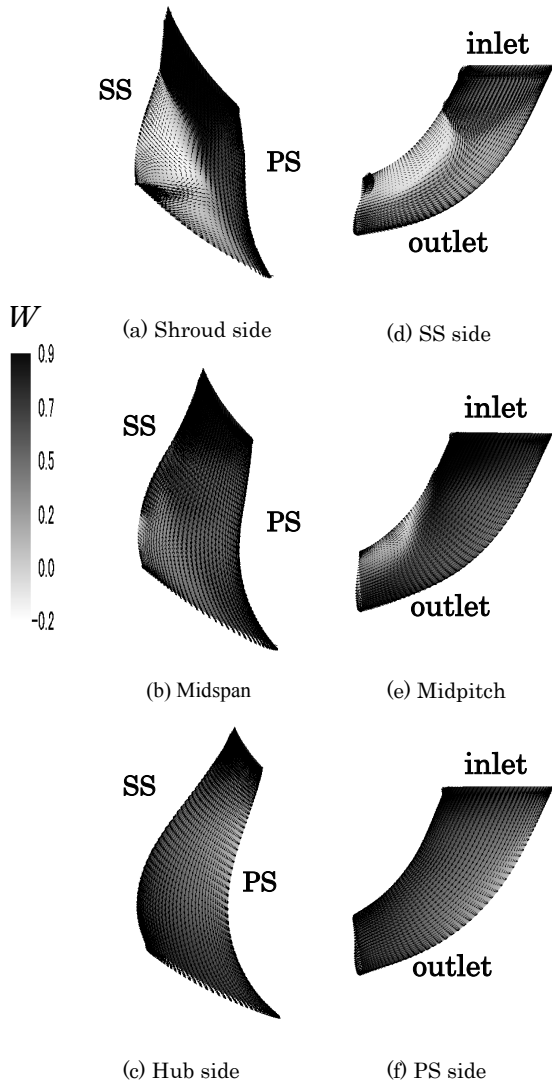 inlet
SS
PS
outlet
(a) Shroud side
(d) SS side
W
0.9
0.7
0.5
0.2
0.0
-0.2
inlet
SS
PS
outlet
(b) Midspan
(e) Midpitch
inlet
SS
PS
outlet
(c) Hub side
(f) PS side